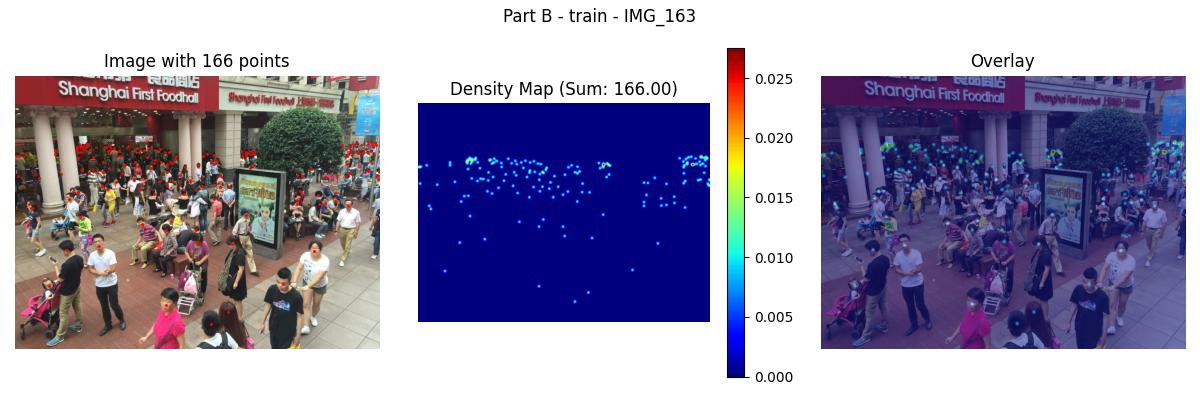 Part B - train - IMG_163
Image with 166 points
Shanghai First Foodhall
Shanghai First Foodhall
Density Map (Sum: 166.00)
0.025
0.020
0.015
0.010
0.005
0.000
Overlay
Shanghai First Foodhall
Shanghai First Foodhall